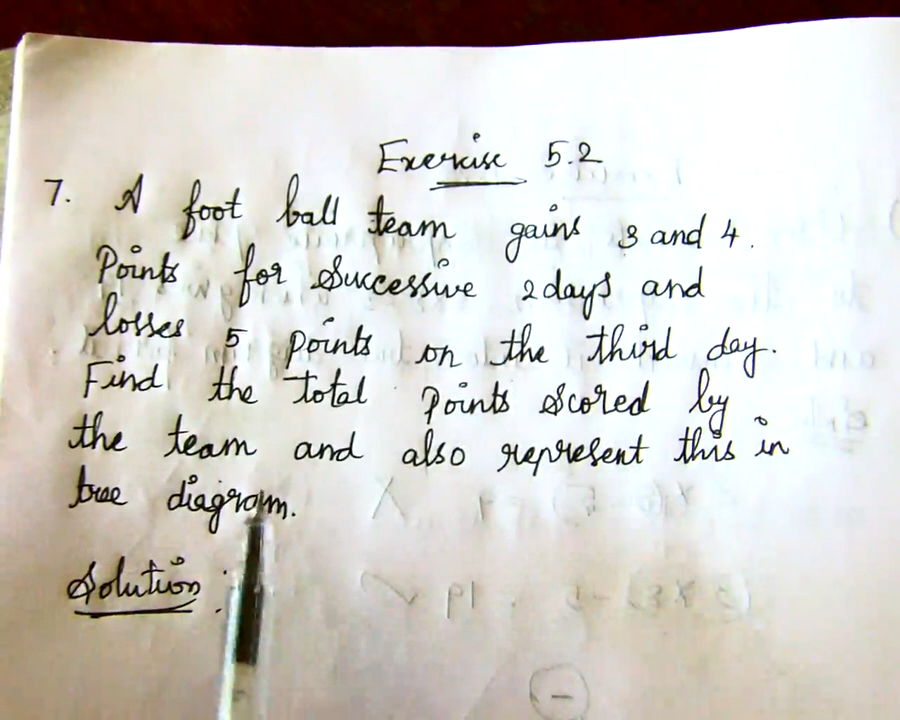 Exercise 5.2
7. A foot ball team gains 3 and 4.
Points for Successive 2days and
losses 5 points on the third day.
Find the total points scored by
the team and also represent this in
tree diagram.
Solution :